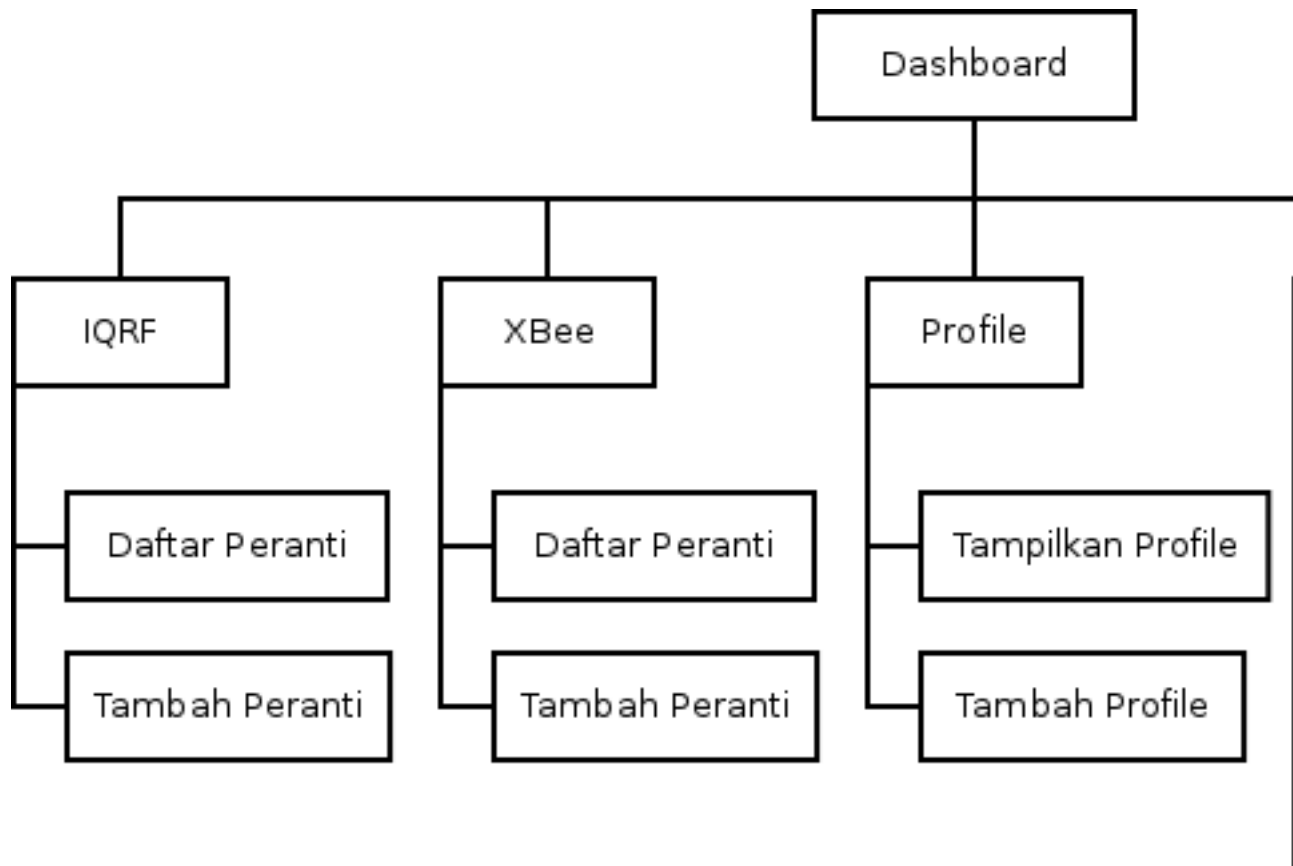 Dashboard
IQRF
XBee
Profile
Daftar Peranti
Daftar Peranti
Tampilkan Profile
Tambah Peranti
Tambah Peranti
Tambah Profile